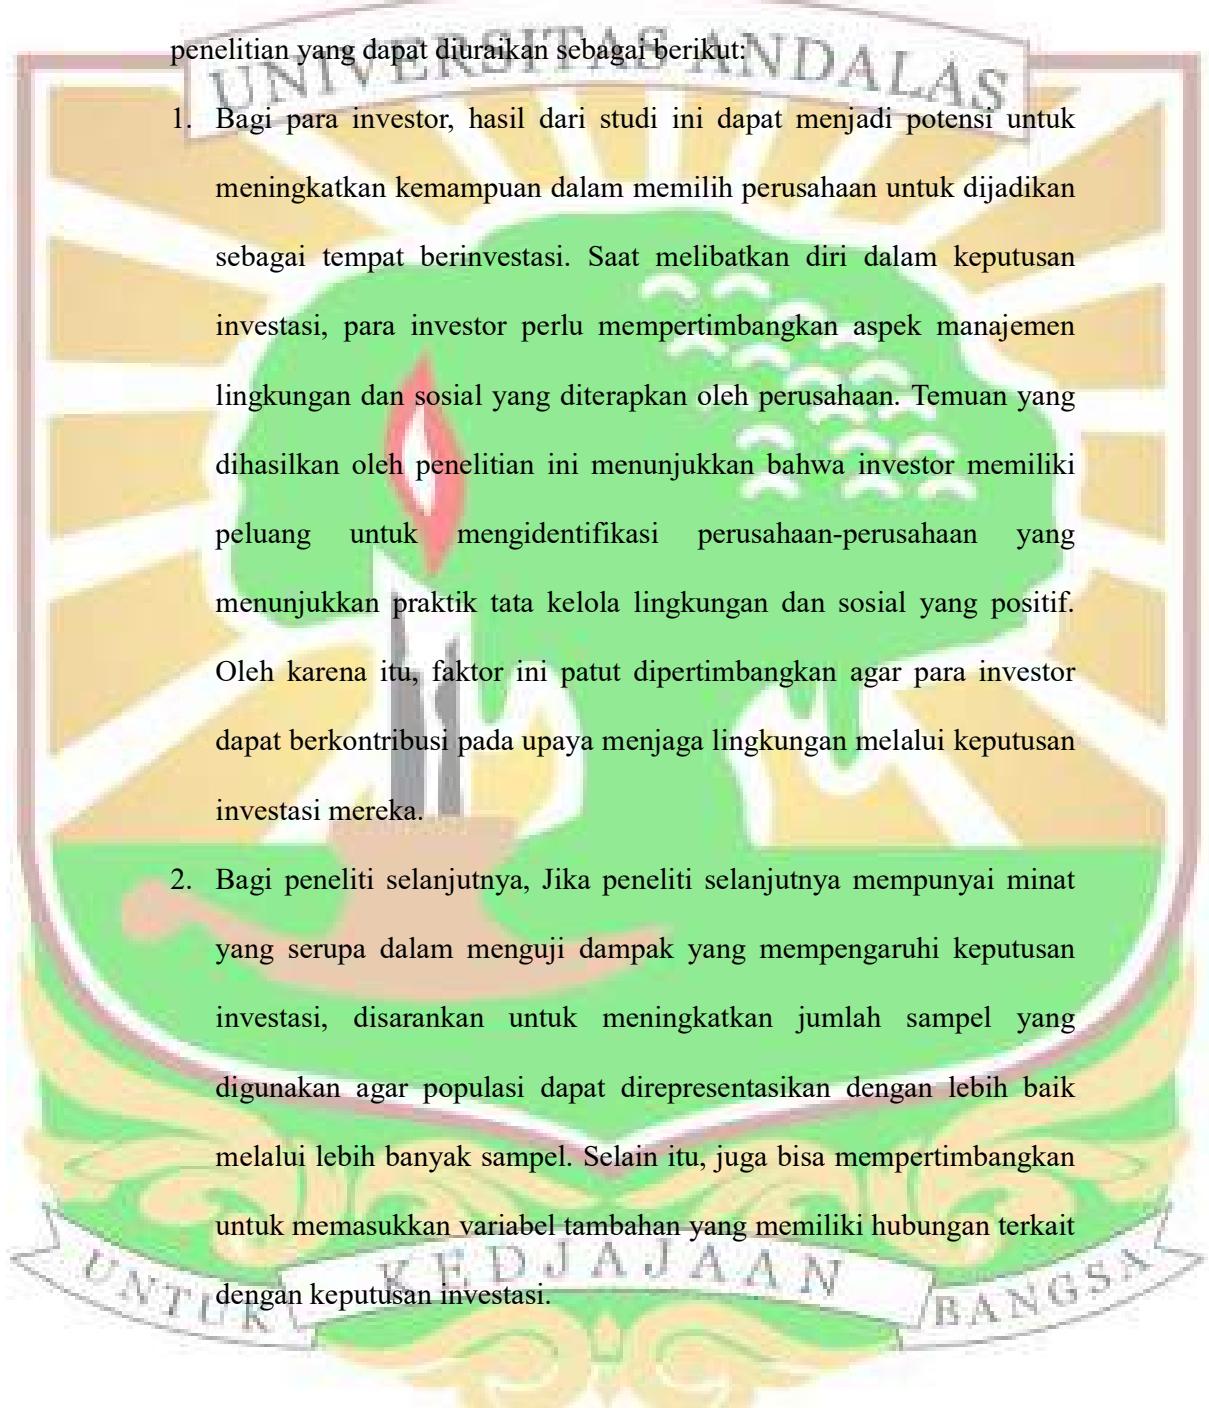 penelitian yang dapat diuraikan sebagai berikut:
UNIVERSITAS ANDALAS
1. Bagi para investor, hasil dari studi ini dapat menjadi potensi untuk
meningkatkan kemampuan dalam memilih perusahaan untuk dijadikan
sebagai tempat berinvestasi. Saat melibatkan diri dalam keputusan
investasi, para investor perlu mempertimbangkan aspek manajemen
lingkungan dan sosial yang diterapkan oleh perusahaan. Temuan yang
dihasilkan oleh penelitian ini menunjukkan bahwa investor memiliki
peluang untuk mengidentifikasi perusahaan-perusahaan yang
menunjukkan praktik tata kelola lingkungan dan sosial yang positif.
Oleh karena itu, faktor ini patut dipertimbangkan agar para investor
dapat berkontribusi pada upaya menjaga lingkungan melalui keputusan
investasi mereka.
2. Bagi peneliti selanjutnya, Jika peneliti selanjutnya mempunyai minat
yang serupa dalam menguji dampak yang mempengaruhi keputusan
investasi, disarankan untuk meningkatkan jumlah sampel yang
digunakan agar populasi dapat direpresentasikan dengan lebih baik
melalui lebih banyak sampel. Selain itu, juga bisa mempertimbangkan
untuk memasukkan variabel tambahan yang memiliki hubungan terkait
dengan keputusan investasi.
UNTUK KEDJAJAAN BANGSA